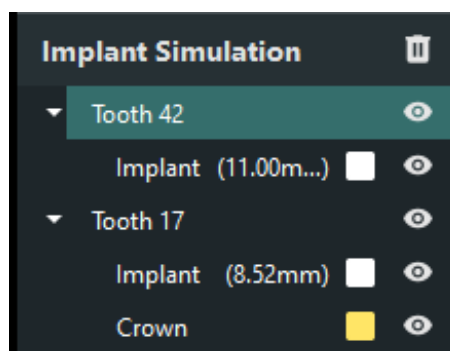 Implant Simulation
Tooth 42
Implant (11.00m...)
Tooth 17
Implant (8.52mm)
Crown